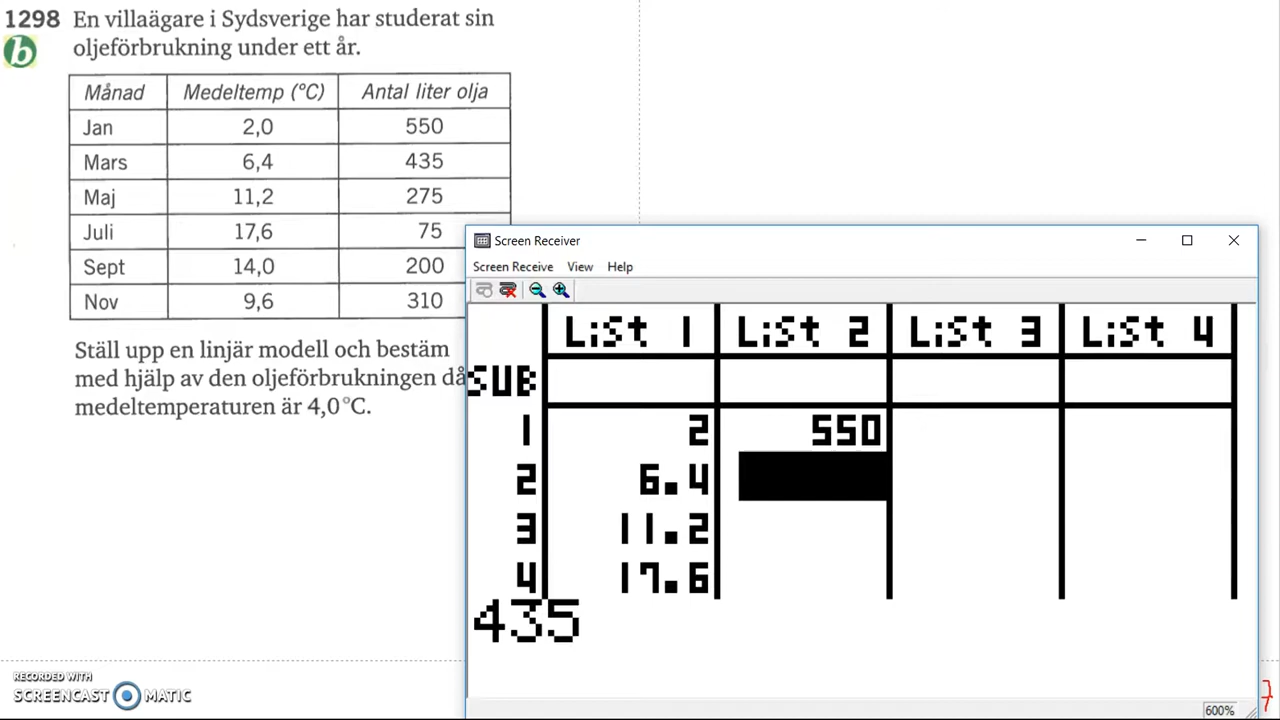 1298 En villaägare i Sydsverige har studerat sin
b oljeförbrukning under ett år.
Månad Medeltemp (°C) Antal liter olja
Jan 2,0 550
Mars 6,4 435
Maj 11,2 275
Juli 17,6 75
Sept 14,0 200
Nov 9,6 310
Ställ upp en linjär modell och bestäm
med hjälp av den oljeförbrukningen då
medeltemperaturen är 4,0 °C.
Screen Receiver
Screen Receive View Help
List 1 List 2 List 3 List 4
SUB
1 2 550
2 6.4
3 11.2
4 17.6
435
600%
7
RECORDED WITH
SCREENCAST MATIC